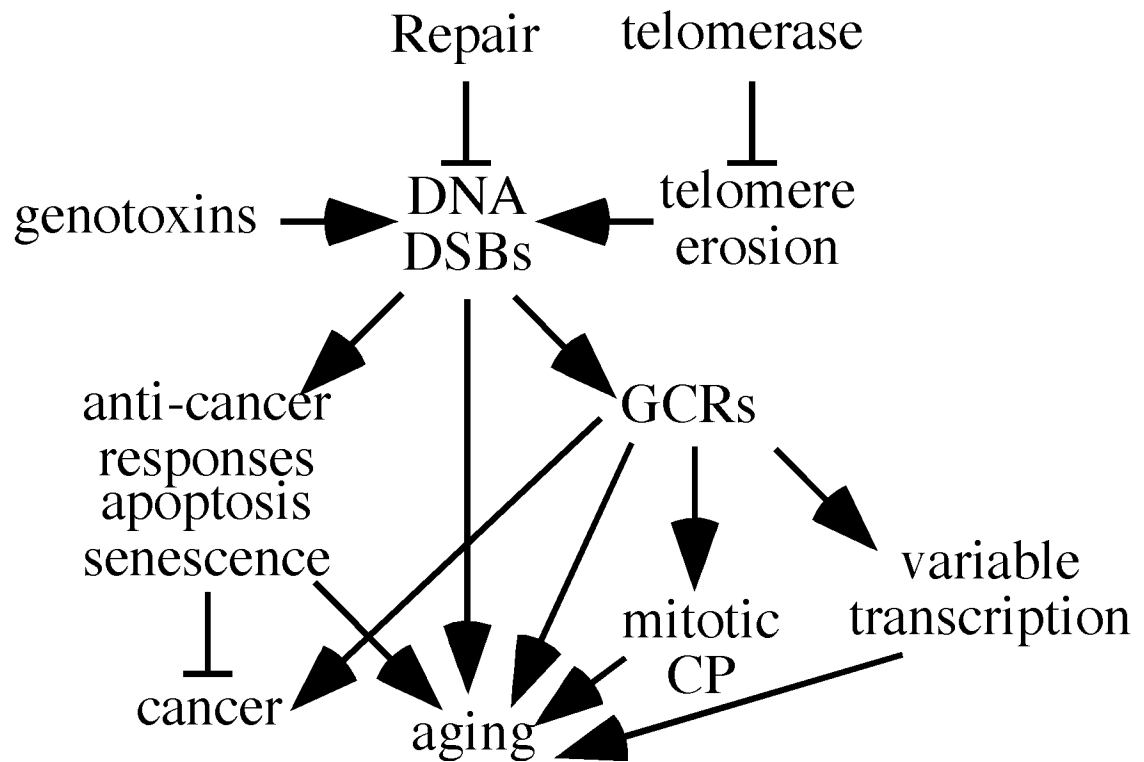 Repair
telomerase
genotoxins
DNA
DSBs
telomere
erosion
anti-cancer
responses
apoptosis
senescence
GCRs
variable
transcription
mitotic
CP
cancer
aging